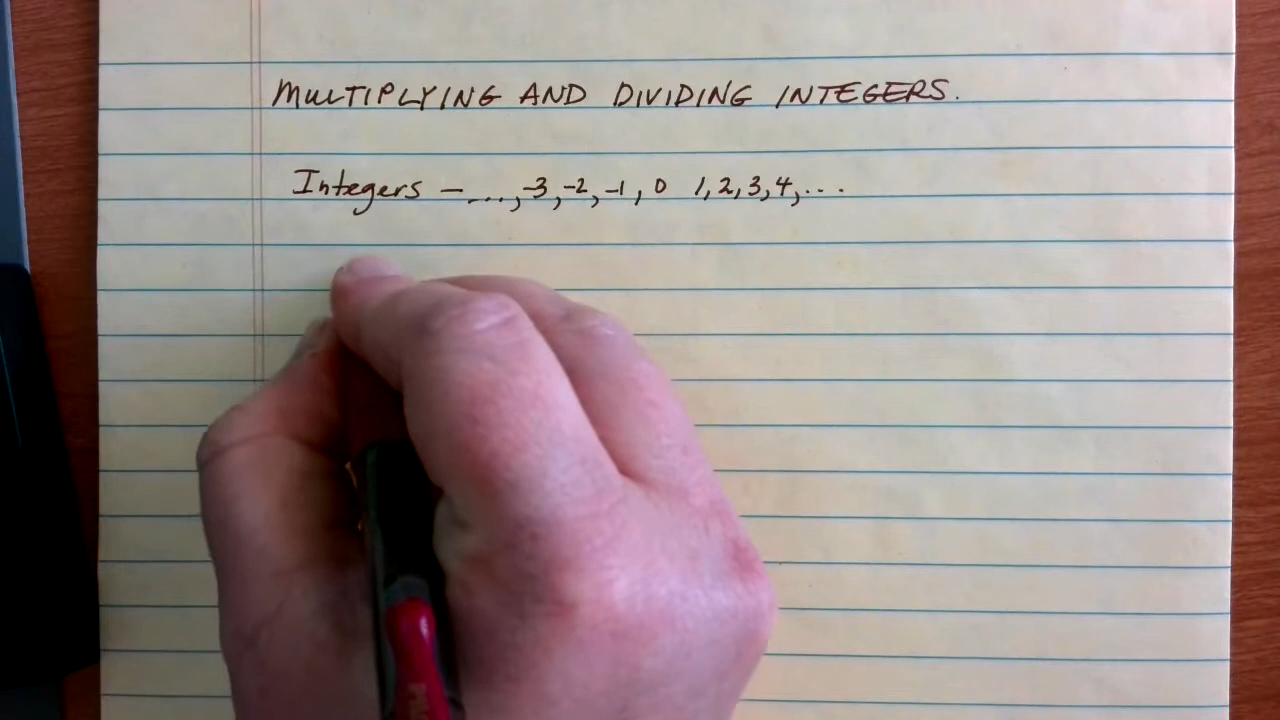 MULTIPLYING AND DIVIDING INTEGERS.
Integers – ..., -3, -2, -1, 0 1, 2, 3, 4, ...